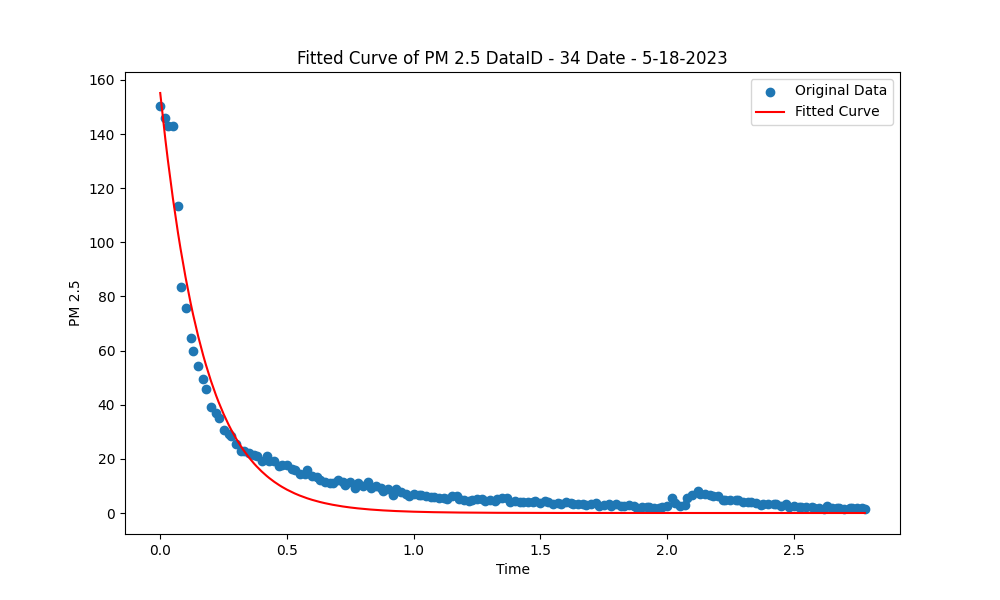 Fitted Curve of PM 2.5 DataID - 34 Date - 5-18-2023
Original Data
Fitted Curve
160
140
120
100
80
60
40
20
0
PM 2.5
0.0 0.5 1.0 1.5 2.0 2.5
Time